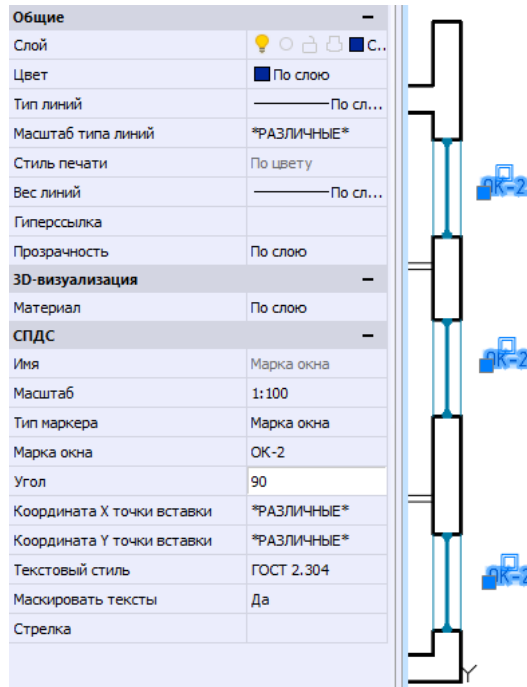 Общие
Слой С..
Цвет По слою
Тип линий По сл...
Масштаб типа линий *РАЗЛИЧНЫЕ*
Стиль печати По цвету
Вес линий По сл...
Гиперссылка
Прозрачность По слою
3D-визуализация
Материал По слою
СПДС
Имя Марка окна
Масштаб 1:100
Тип маркера Марка окна
Марка окна ОК-2
Угол 90
Координата X точки вставки *РАЗЛИЧНЫЕ*
Координата Y точки вставки *РАЗЛИЧНЫЕ*
Текстовый стиль ГОСТ 2.304
Маскировать тексты Да
Стрелка
ОК-2
ОК-2
ОК-2
Y